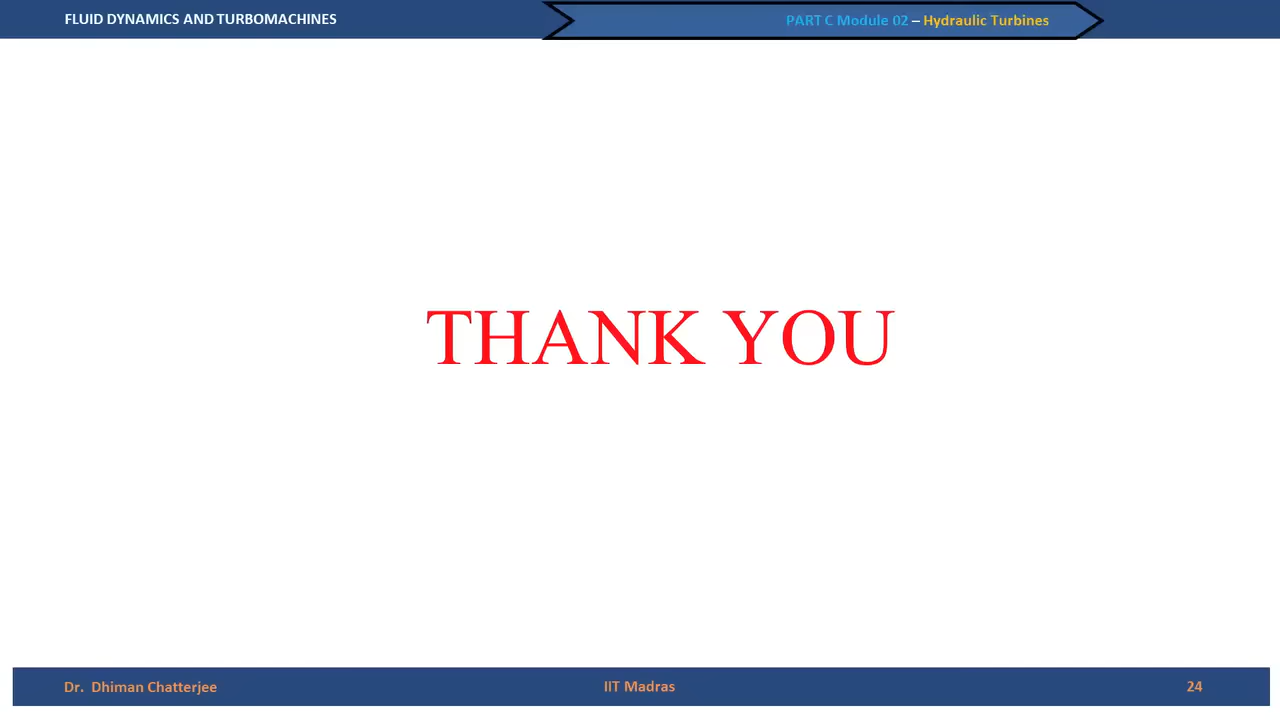 FLUID DYNAMICS AND TURBOMACHINES
PART C Module 02 – Hydraulic Turbines
THANK YOU
Dr. Dhiman Chatterjee
IIT Madras
24